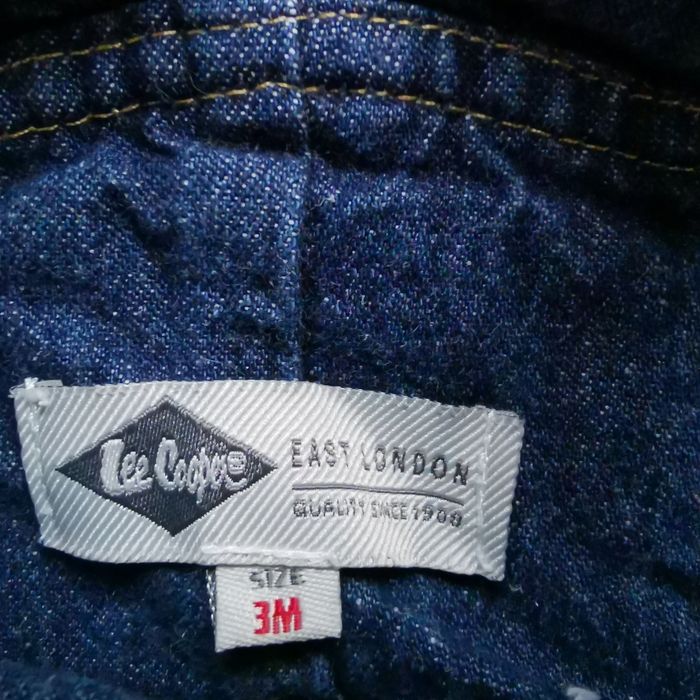 Lee Cooper
EAST LONDON
QUALITY SINCE 1908
SIZE
3M